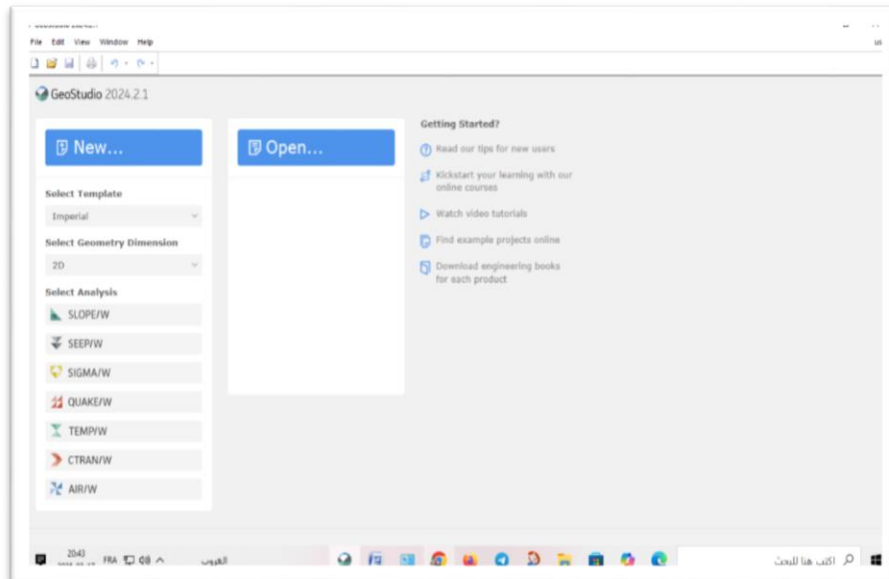 File Edit View Window Help
GeoStudio 2024.2.1
New...
Select Template
Imperial
Select Geometry Dimension
2D
Select Analysis
SLOPE/W
SEEP/W
SIGMA/W
QUAKE/W
TEMP/W
CTRAN/W
AIR/W
Open...
Getting Started?
Read our tips for new users
Kickstart your learning with our
online courses
Watch video tutorials
Find example projects online
Download engineering books
for each product
20:43
FRA
الغروب
اكتب هنا للبحث